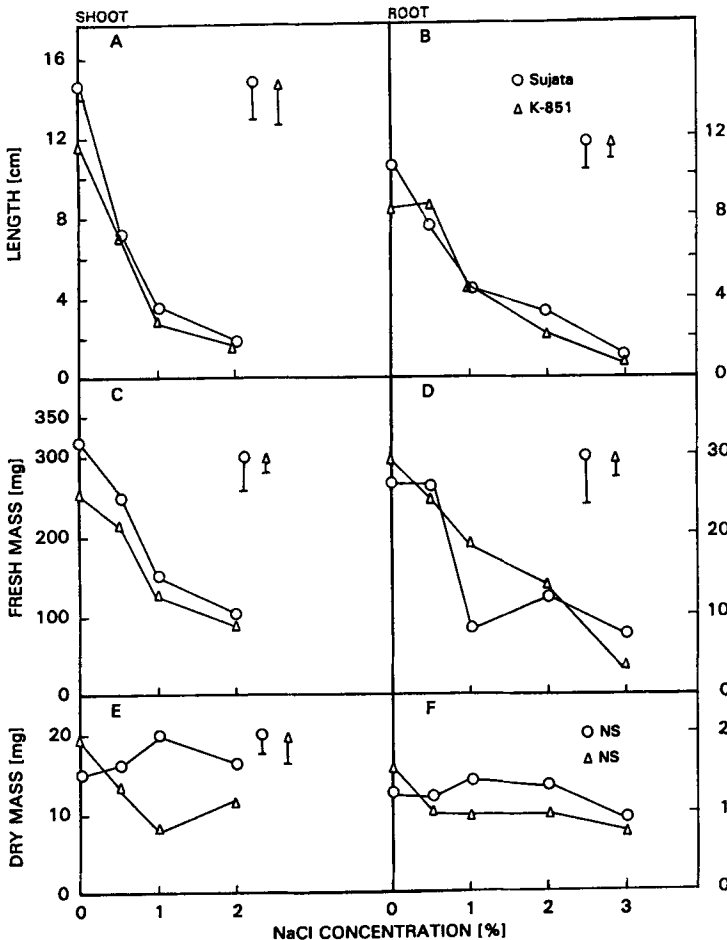 SHOOT
ROOT
A
B
16
12
8
4
0
LENGTH [cm]
○ Sujata
△ K-851
12
8
4
0
C
D
350
300
200
100
0
FRESH MASS [mg]
30
20
10
0
E
F
20
10
0
DRY MASS [mg]
○ NS
△ NS
2
1
0
0 1 2
0 1 2 3
NaCl CONCENTRATION [%]